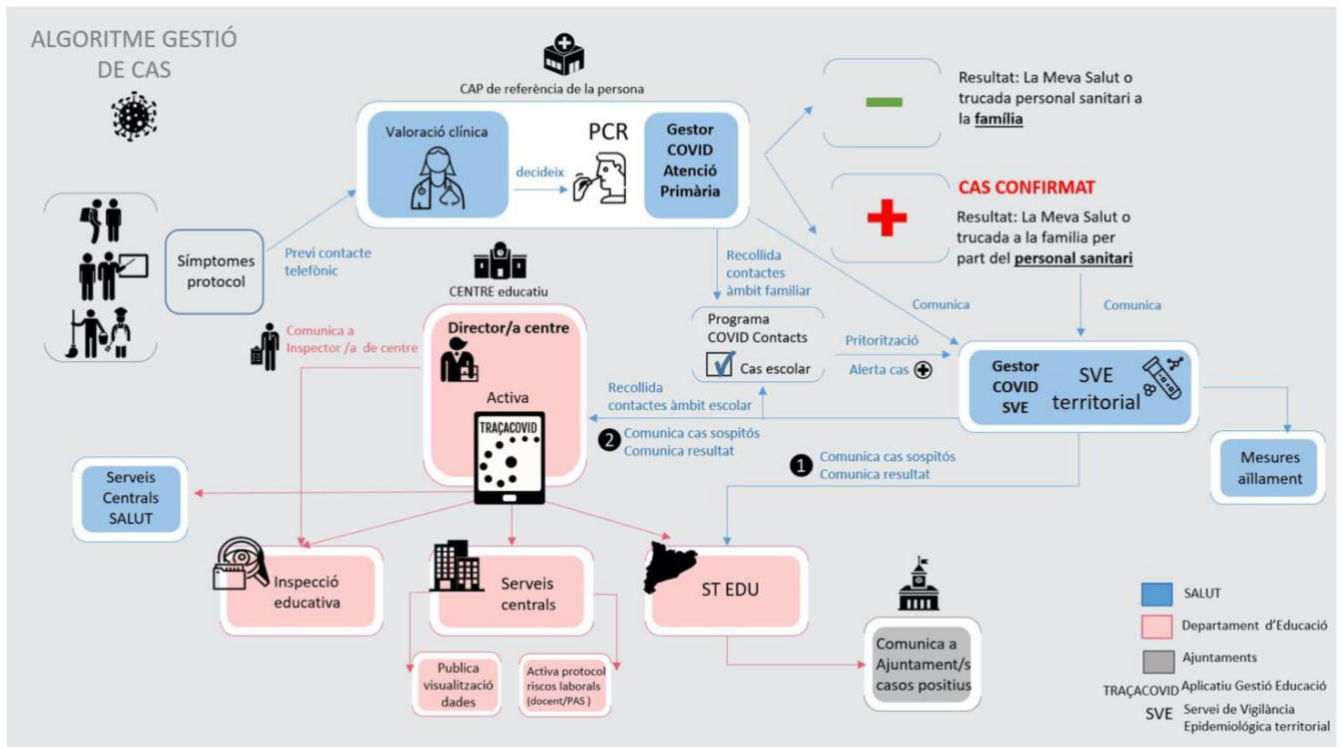 ALGORITME GESTIÓ
DE CAS
CAP de referència de la persona
Valoració clínica
decideix
PCR
Gestor
COVID
Atenció
Primària
Resultat: La Meva Salut o
trucada personal sanitari a
la família
CAS CONFIRMAT
Resultat: La Meva Salut o
trucada a la familia per
part del personal sanitari
Símptomes
protocol
Previ contacte
telefònic
CENTRE educatiu
Director/a centre
Activa
TRAÇACOVID
Comunica a
Inspector /a de centre
Recollida
contactes
àmbit familiar
Comunica
Comunica
Programa
COVID Contacts
Cas escolar
Pritorització
Alerta cas
Gestor
COVID
SVE
SVE
territorial
Recollida
contactes àmbit escolar
2 Comunica cas sospitós
Comunica resultat
1 Comunica cas sospitós
Comunica resultat
Mesures
aïllament
Serveis
Centrals
SALUT
Inspecció
educativa
Serveis
centrals
ST EDU
Publica
visualització
dades
Activa protocol
riscos laborals
(docent/PAS )
Comunica a
Ajuntament/s
casos positius
SALUT
Departament d'Educació
Ajuntaments
TRAÇACOVID Aplicatiu Gestió Educació
SVE Servei de Vigilància
Epidemiológica territorial